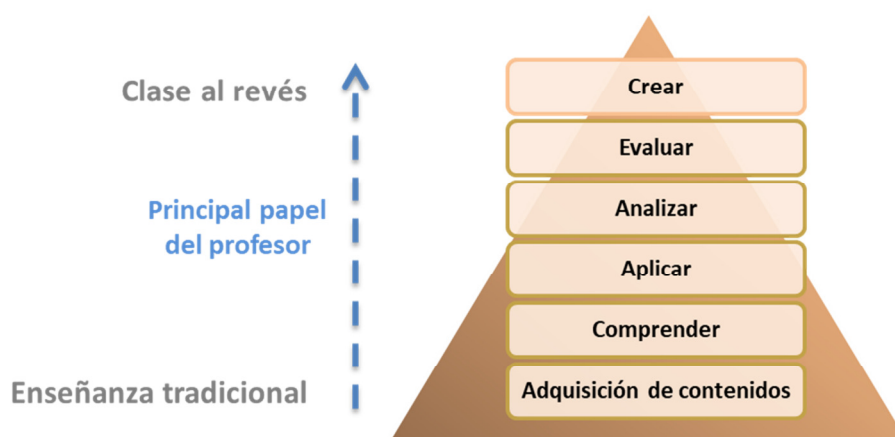 Clase al revés
Principal papel
del profesor
Enseñanza tradicional
Crear
Evaluar
Analizar
Aplicar
Comprender
Adquisición de contenidos